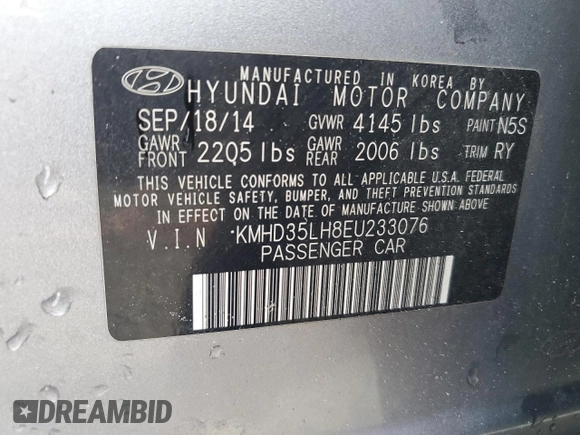 MANUFACTURED IN KOREA BY
HYUNDAI MOTOR COMPANY
SEP/18/14 GVWR 4145 lbs PAINT N5S
GAWR FRONT 2205 lbs GAWR REAR 2006 lbs TRIM RY
THIS VEHICLE CONFORMS TO ALL APPLICABLE U.S.A. FEDERAL
MOTOR VEHICLE SAFETY, BUMPER, AND THEFT PREVENTION STANDARDS
IN EFFECT ON THE DATE OF MANUFACTURE SHOWN ABOVE
V.I.N KMHD35LH8EU233076
PASSENGER CAR
DREAMBID